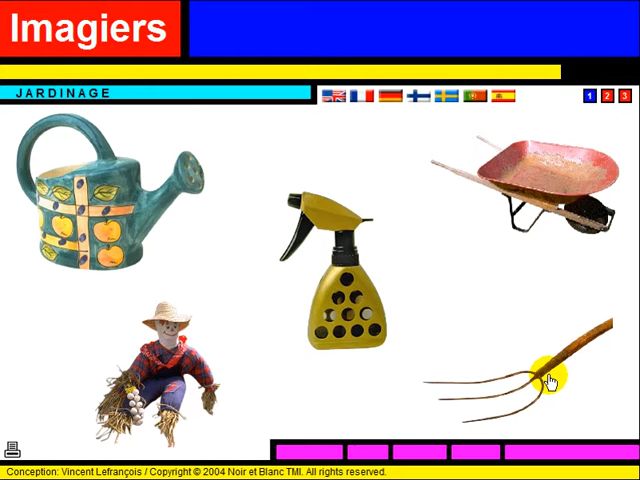 Imagiers
JARDINAGE
1 2 3
Conception: Vincent Lefrançois / Copyright © 2004 Noir et Blanc TMI. All rights reserved.